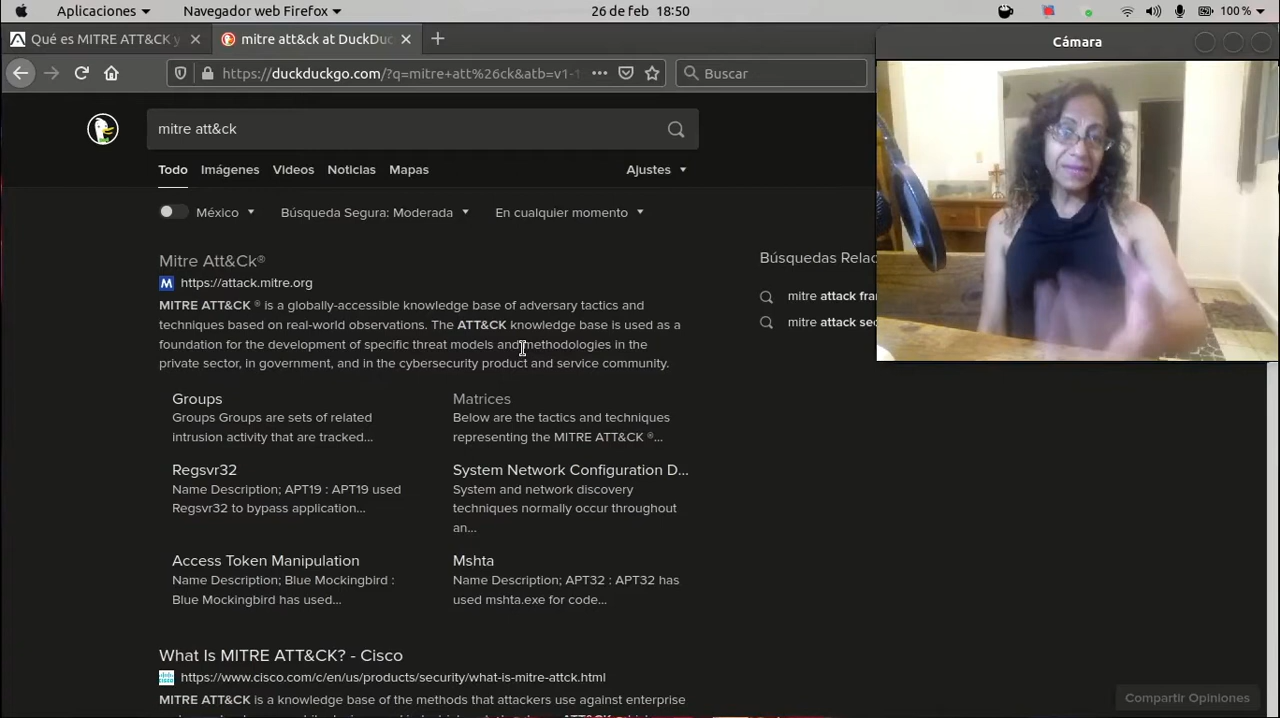 Aplicaciones
Navegador web Firefox
26 de feb 18:50
100 %
Qué es MITRE ATT&CK y
mitre att&ck at DuckDuc
https://duckduckgo.com/?q=mitre+att%26ck&atb=v1-1
Buscar
Cámara
mitre att&ck
Todo
Imágenes
Videos
Noticias
Mapas
Ajustes
México
Búsqueda Segura: Moderada
En cualquier momento
Mitre Att&Ck®
https://attack.mitre.org
MITRE ATT&CK ® is a globally-accessible knowledge base of adversary tactics and
techniques based on real-world observations. The ATT&CK knowledge base is used as a
foundation for the development of specific threat models and methodologies in the
private sector, in government, and in the cybersecurity product and service community.
Búsquedas Rela
mitre attack fra
mitre attack sec
Groups
Groups Groups are sets of related
intrusion activity that are tracked...
Matrices
Below are the tactics and techniques
representing the MITRE ATT&CK ®...
Regsvr32
Name Description; APT19 : APT19 used
Regsvr32 to bypass application...
System Network Configuration D...
System and network discovery
techniques normally occur throughout
an...
Access Token Manipulation
Name Description; Blue Mockingbird :
Blue Mockingbird has used...
Mshta
Name Description; APT32 : APT32 has
used mshta.exe for code...
What Is MITRE ATT&CK? - Cisco
https://www.cisco.com/c/en/us/products/security/what-is-mitre-attck.html
MITRE ATT&CK is a knowledge base of the methods that attackers use against enterprise
Compartir Opiniones